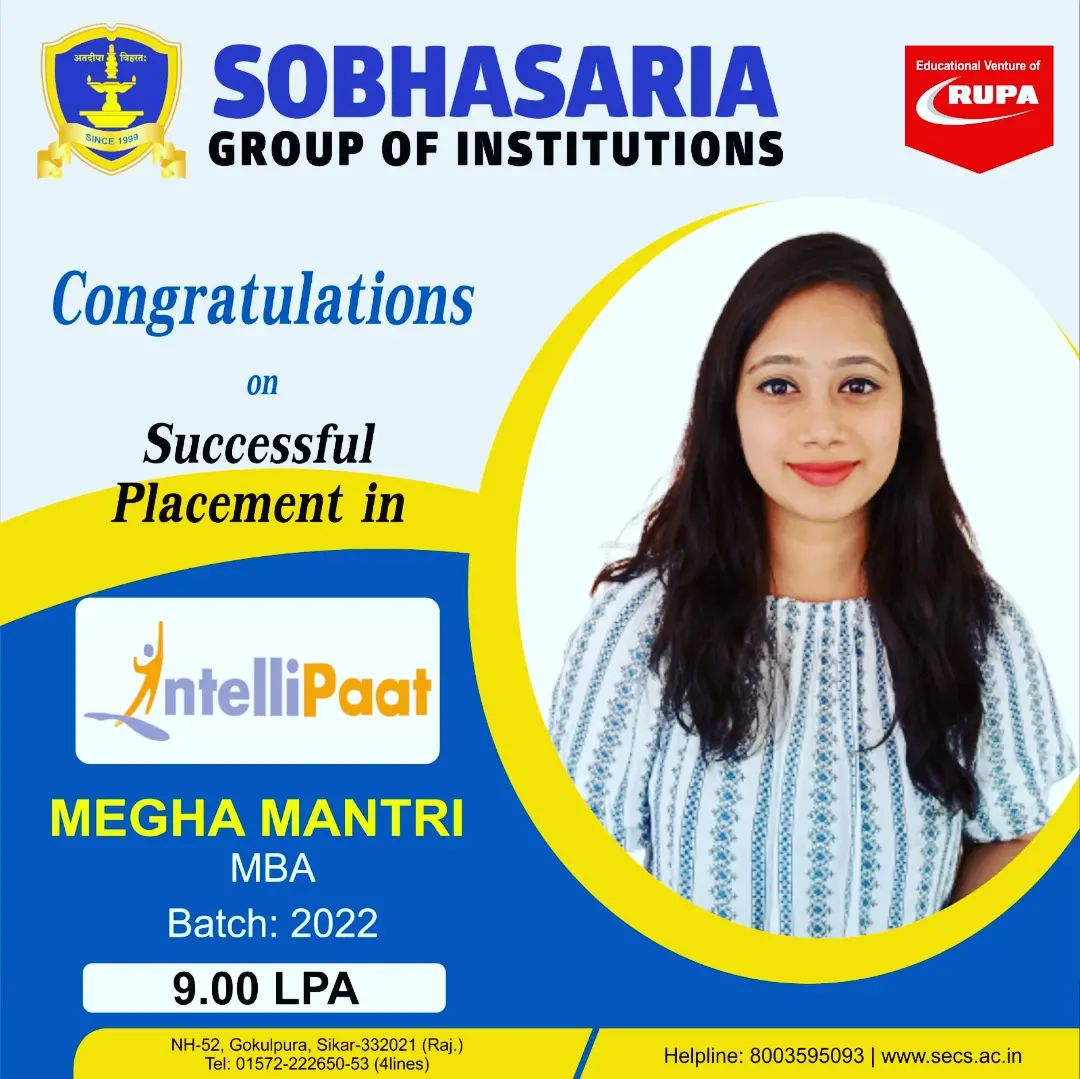 अतदीपा विहरत:
SINCE 1999
SOBHASARIA
GROUP OF INSTITUTIONS
Educational Venture of
RUPA
Congratulations
on
Successful
Placement in
IntelliPaat
MEGHA MANTRI
MBA
Batch: 2022
9.00 LPA
NH-52, Gokulpura, Sikar-332021 (Raj.)
Tel: 01572-222650-53 (4lines)
Helpline: 8003595093 | www.secs.ac.in